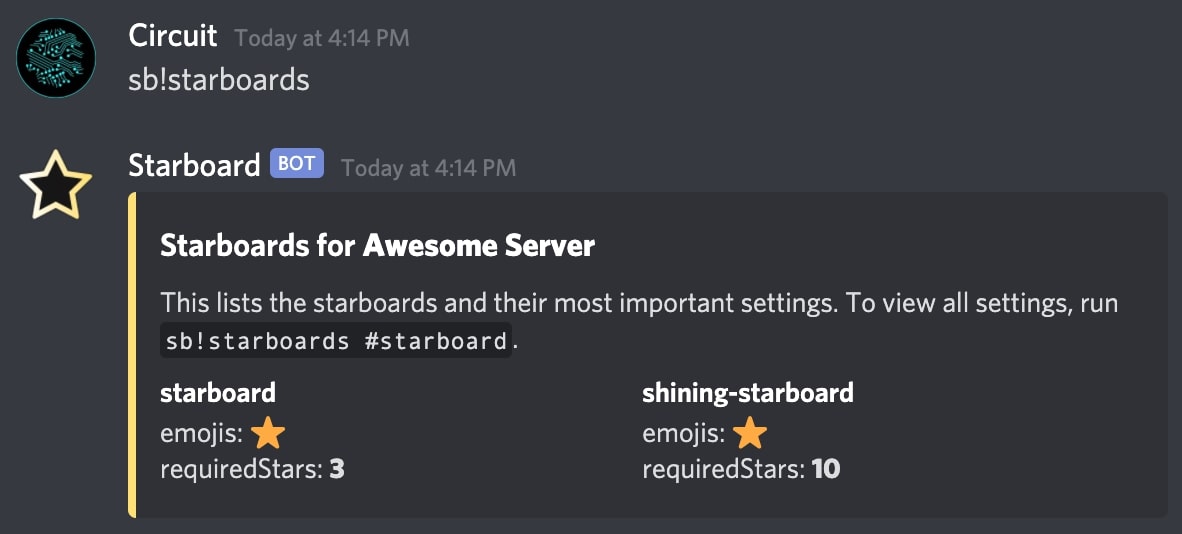 Circuit Today at 4:14 PM
sb!starboards
Starboard BOT Today at 4:14 PM
Starboards for Awesome Server
This lists the starboards and their most important settings. To view all settings, run
sb!starboards #starboard.
starboard
emojis: ⭐
requiredStars: 3
shining-starboard
emojis: ⭐
requiredStars: 10